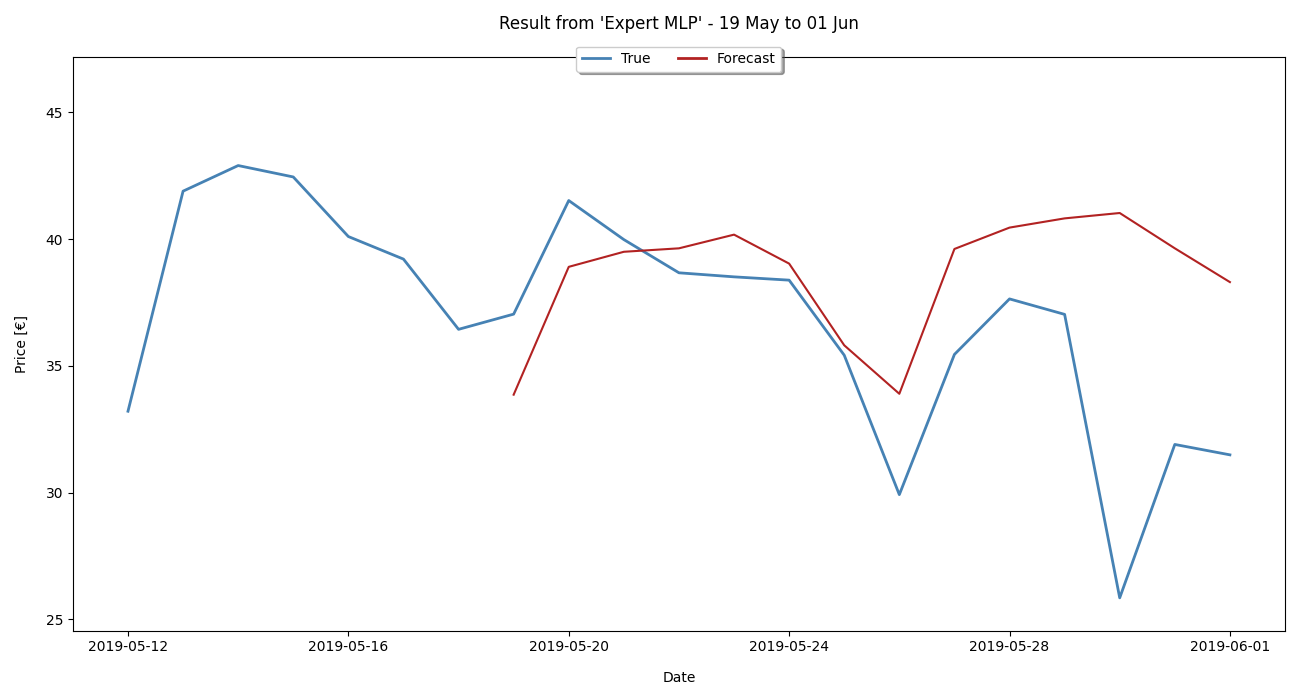 Result from 'Expert MLP' - 19 May to 01 Jun
True Forecast
45
40
35
30
25
Price [€]
2019-05-12 2019-05-16 2019-05-20 2019-05-24 2019-05-28 2019-06-01
Date